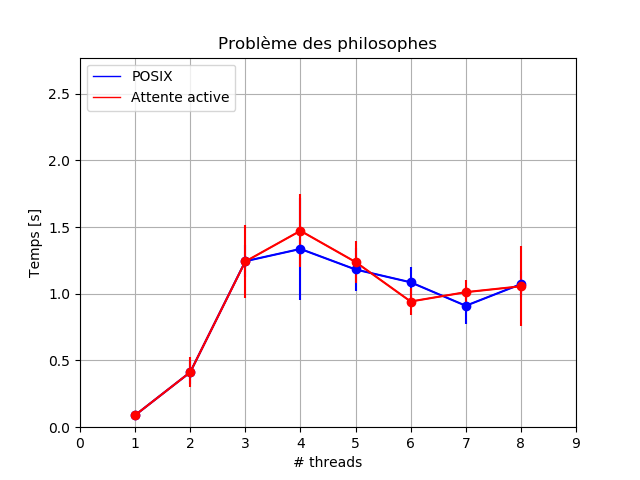 Problème des philosophes
POSIX
Attente active
Temps [s]
2.5
2.0
1.5
1.0
0.5
0.0
0 1 2 3 4 5 6 7 8 9
# threads